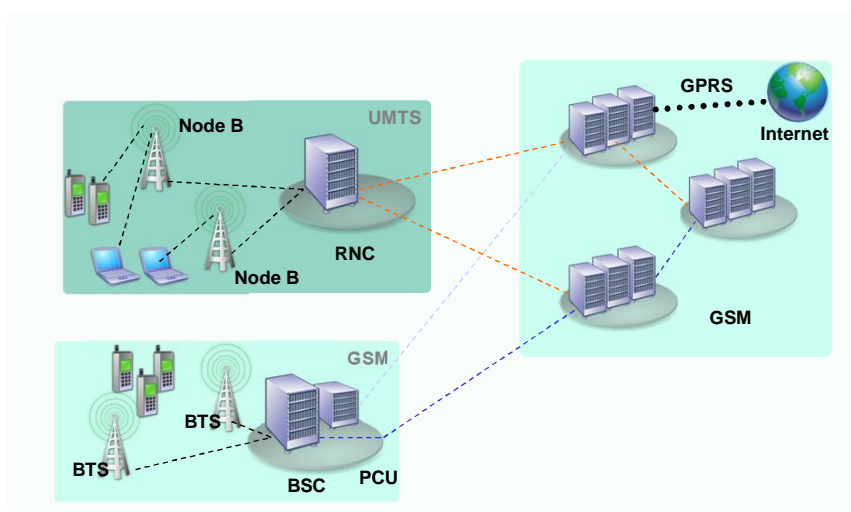 GPRS
Internet
UMTS
Node B
RNC
Node B
GSM
GSM
BTS
BTS
BSC
PCU